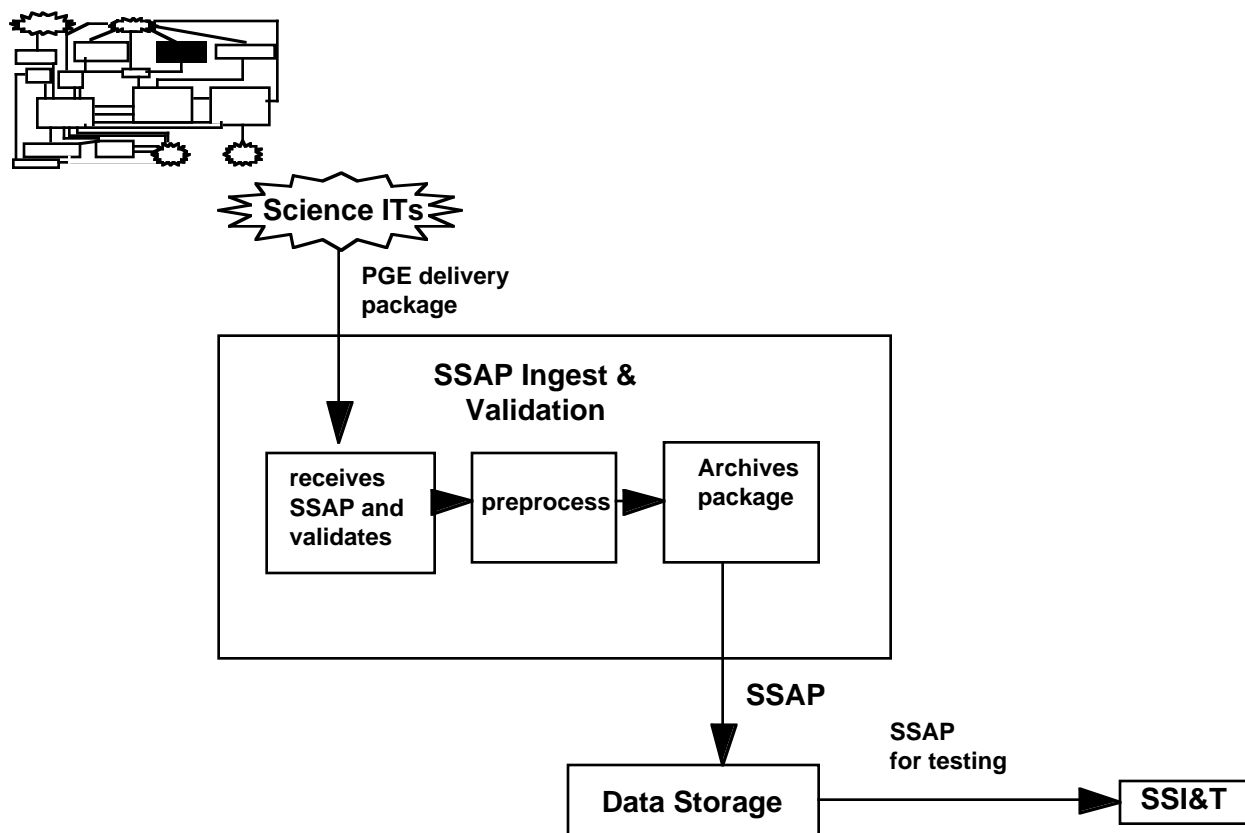 Science ITs
PGE delivery
package
SSAP Ingest &
Validation
receives
SSAP and
validates
preprocess
Archives
package
SSAP
SSAP
for testing
Data Storage
SSI&T